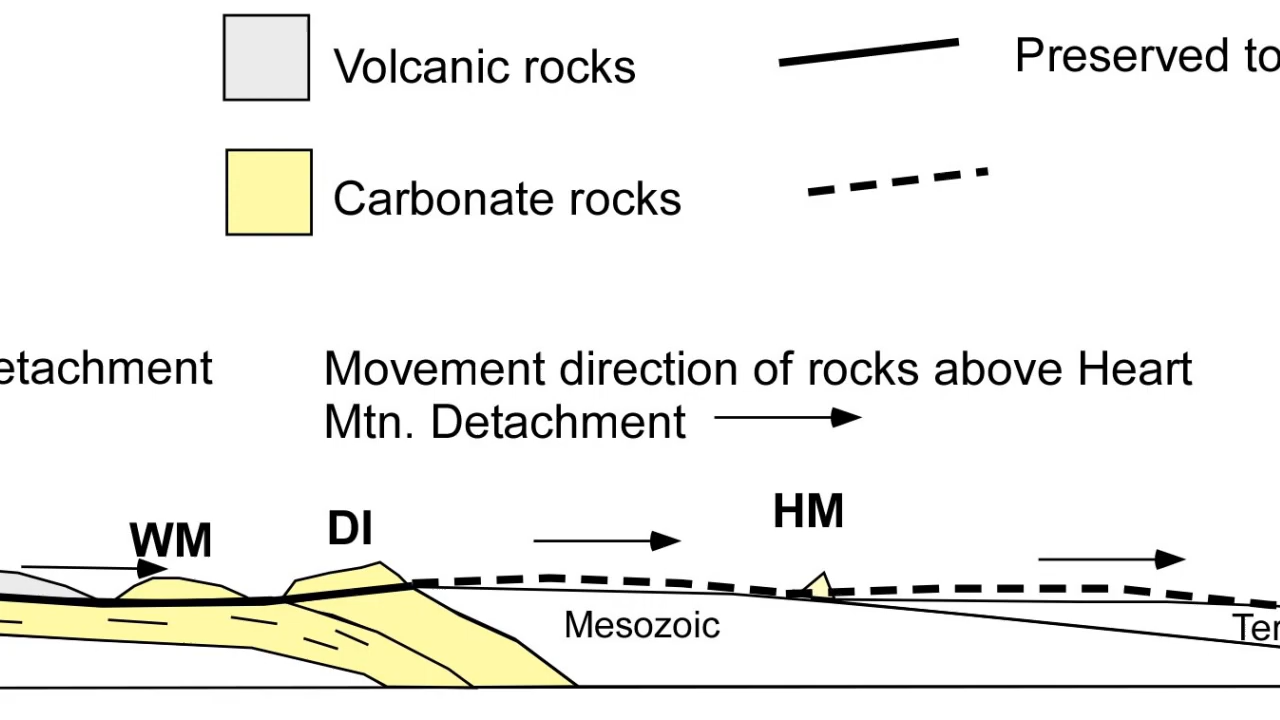 Volcanic rocks
Preserved to
Carbonate rocks
etachment
Movement direction of rocks above Heart
Mtn. Detachment
WM
DI
HM
Mesozoic
Ter